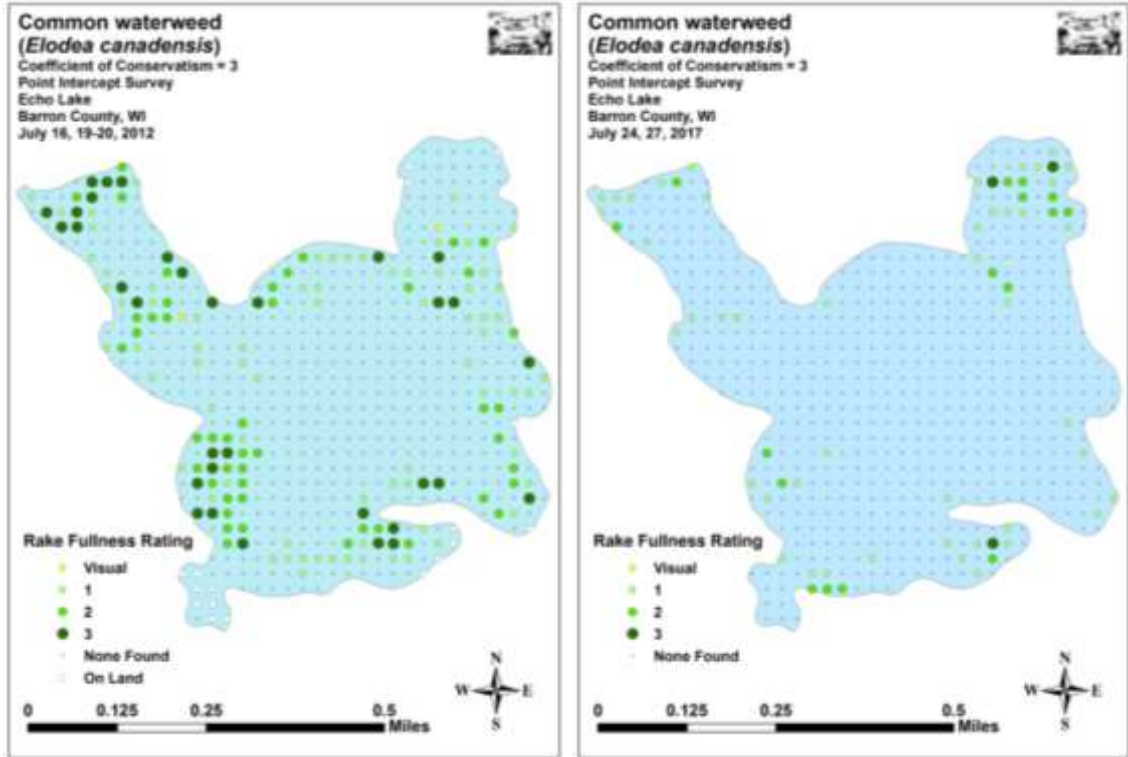 Common waterweed
(Elodea canadensis)
Coefficient of Conservatism = 3
Point Intercept Survey
Echo Lake
Barron County, WI
July 16, 19-20, 2012
Rake Fullness Rating
Visual
1
2
3
None Found
On Land
N
W E
S
0 0.125 0.25 0.5
Miles
Common waterweed
(Elodea canadensis)
Coefficient of Conservatism = 3
Point Intercept Survey
Echo Lake
Barron County, WI
July 24, 27, 2017
Rake Fullness Rating
Visual
1
2
3
None Found
N
W E
S
0 0.125 0.25 0.5
Miles